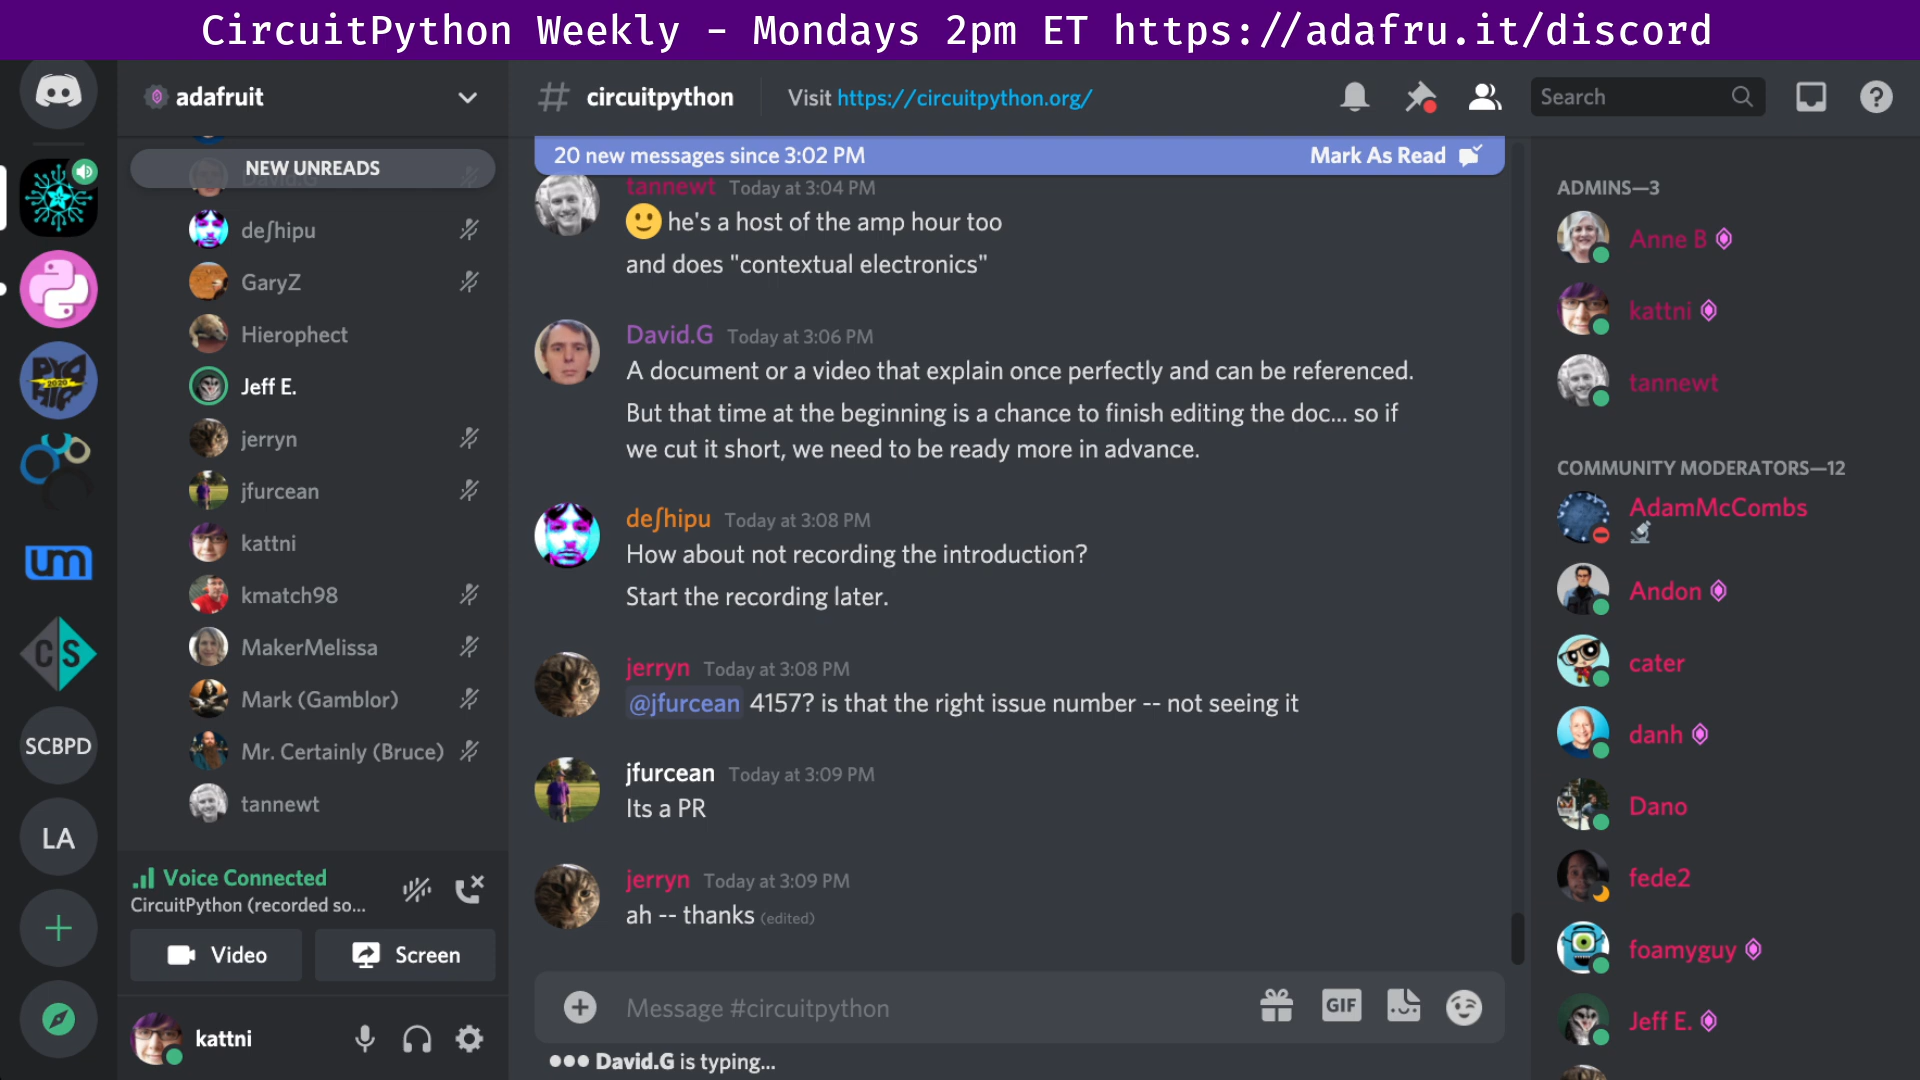 CircuitPython Weekly - Mondays 2pm ET https://adafru.it/discord
adafruit
NEW UNREADS
deʃhipu
GaryZ
Hierophect
Jeff E.
jerryn
jfurcean
kattni
kmatch98
MakerMelissa
Mark (Gamblor)
Mr. Certainly (Bruce)
tannewt
Voice Connected
CircuitPython (recorded so...
Video
Screen
kattni
PYOHIO
2020
um
CS
SCBPD
LA
circuitpython
Visit https://circuitpython.org/
Search
20 new messages since 3:02 PM
Mark As Read
tannewt Today at 3:04 PM
🙂 he's a host of the amp hour too
and does "contextual electronics"
David.G Today at 3:06 PM
A document or a video that explain once perfectly and can be referenced.
But that time at the beginning is a chance to finish editing the doc... so if
we cut it short, we need to be ready more in advance.
deʃhipu Today at 3:08 PM
How about not recording the introduction?
Start the recording later.
jerryn Today at 3:08 PM
@jfurcean 4157? is that the right issue number -- not seeing it
jfurcean Today at 3:09 PM
Its a PR
jerryn Today at 3:09 PM
ah -- thanks (edited)
Message #circuitpython
GIF
David.G is typing...
ADMINS—3
Anne B
kattni
tannewt
COMMUNITY MODERATORS—12
AdamMcCombs
Andon
cater
danh
Dano
fede2
foamyguy
Jeff E.